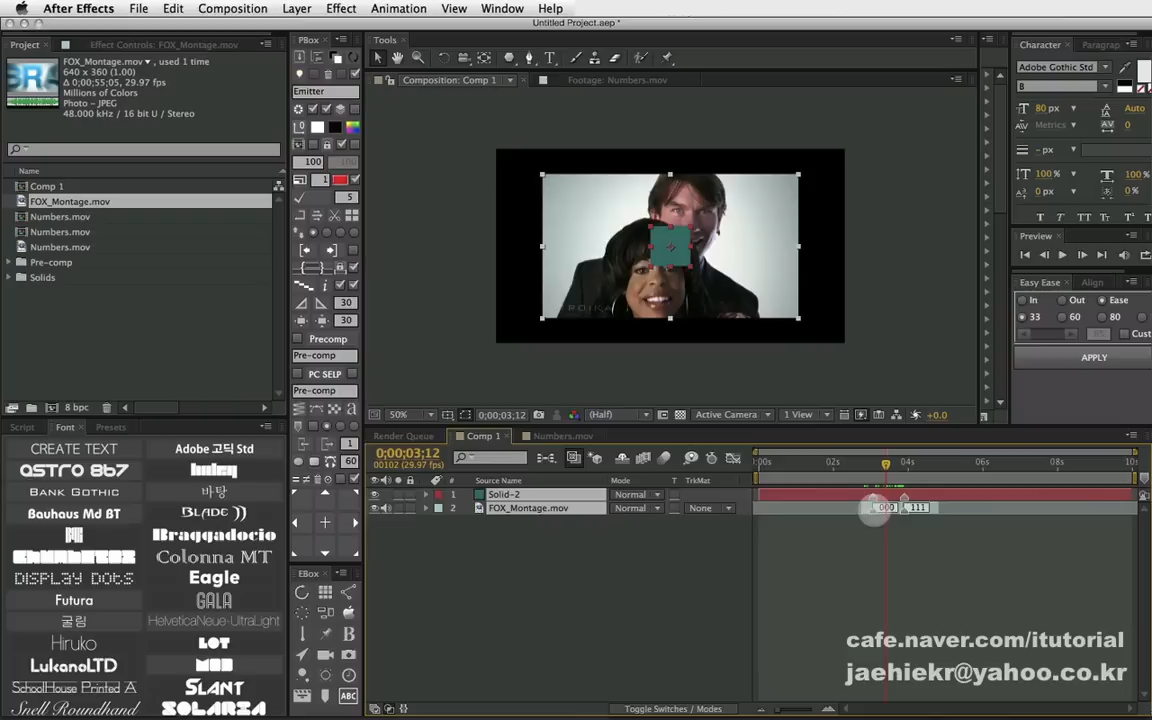 After Effects File Edit Composition Layer Effect Animation View Window Help
Untitled Project.aep *
Project Effect Controls: FOX_Montage.mov
FOX_Montage.mov ▾ , used 1 time
640 x 360 (1.00)
Δ 0;00;55;05, 29.97 fps
Millions of Colors
Photo - JPEG
48.000 kHz / 16 bit U / Stereo
Name
Comp 1
FOX_Montage.mov
Numbers.mov
Numbers.mov
Numbers.mov
Pre-comp
Solids
8 bpc
Script Font Presets
CREATE TEXT Adobe 고딕 Std
ASTRO 867
BANK GOTHIC 바탕
Bauhaus Md BT BLADE ))
Braggadocio
Colonna MT
DISPLAY DOTS Eagle
Futura GALA
굴림 HelveticaNeue-UltraLight
Hiruko LOT
LukanoLTD MOD
SchoolHouse Printed A SLANT
Snell Roundhand SOLARIA
PBox
Emitter
100
1
5
30
30
Precomp
Pre-comp
PC SELP
Pre-comp
1
60
EBox
B
ABC
Tools
Composition: Comp 1 Footage: Numbers.mov
50% 0;00;03;12 (Half) Active Camera 1 View +0.0
Render Queue Comp 1 Numbers.mov
0;00;03;12
00102 (29.97 fps)
:00s 02s 04s 06s 08s 10s
# Source Name Mode T TrkMat
1 Solid-2 Normal
2 FOX_Montage.mov Normal None
000 111
Toggle Switches / Modes
Character Paragrap
Adobe Gothic Std
B
80 px Auto
Metrics 0
- px
100 % 100 %
0 px 0 %
T T TT Tr T
Preview
Easy Ease Align
In Out Ease
33 60 80
Cust
APPLY
cafe.naver.com/itutorial
jaehiekr@yahoo.co.kr